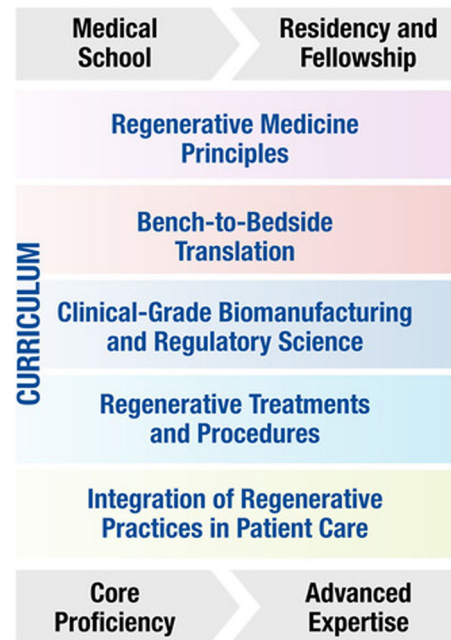 Medical
School
Residency and
Fellowship
CURRICULUM
Regenerative Medicine
Principles
Bench-to-Bedside
Translation
Clinical-Grade Biomanufacturing
and Regulatory Science
Regenerative Treatments
and Procedures
Integration of Regenerative
Practices in Patient Care
Core
Proficiency
Advanced
Expertise